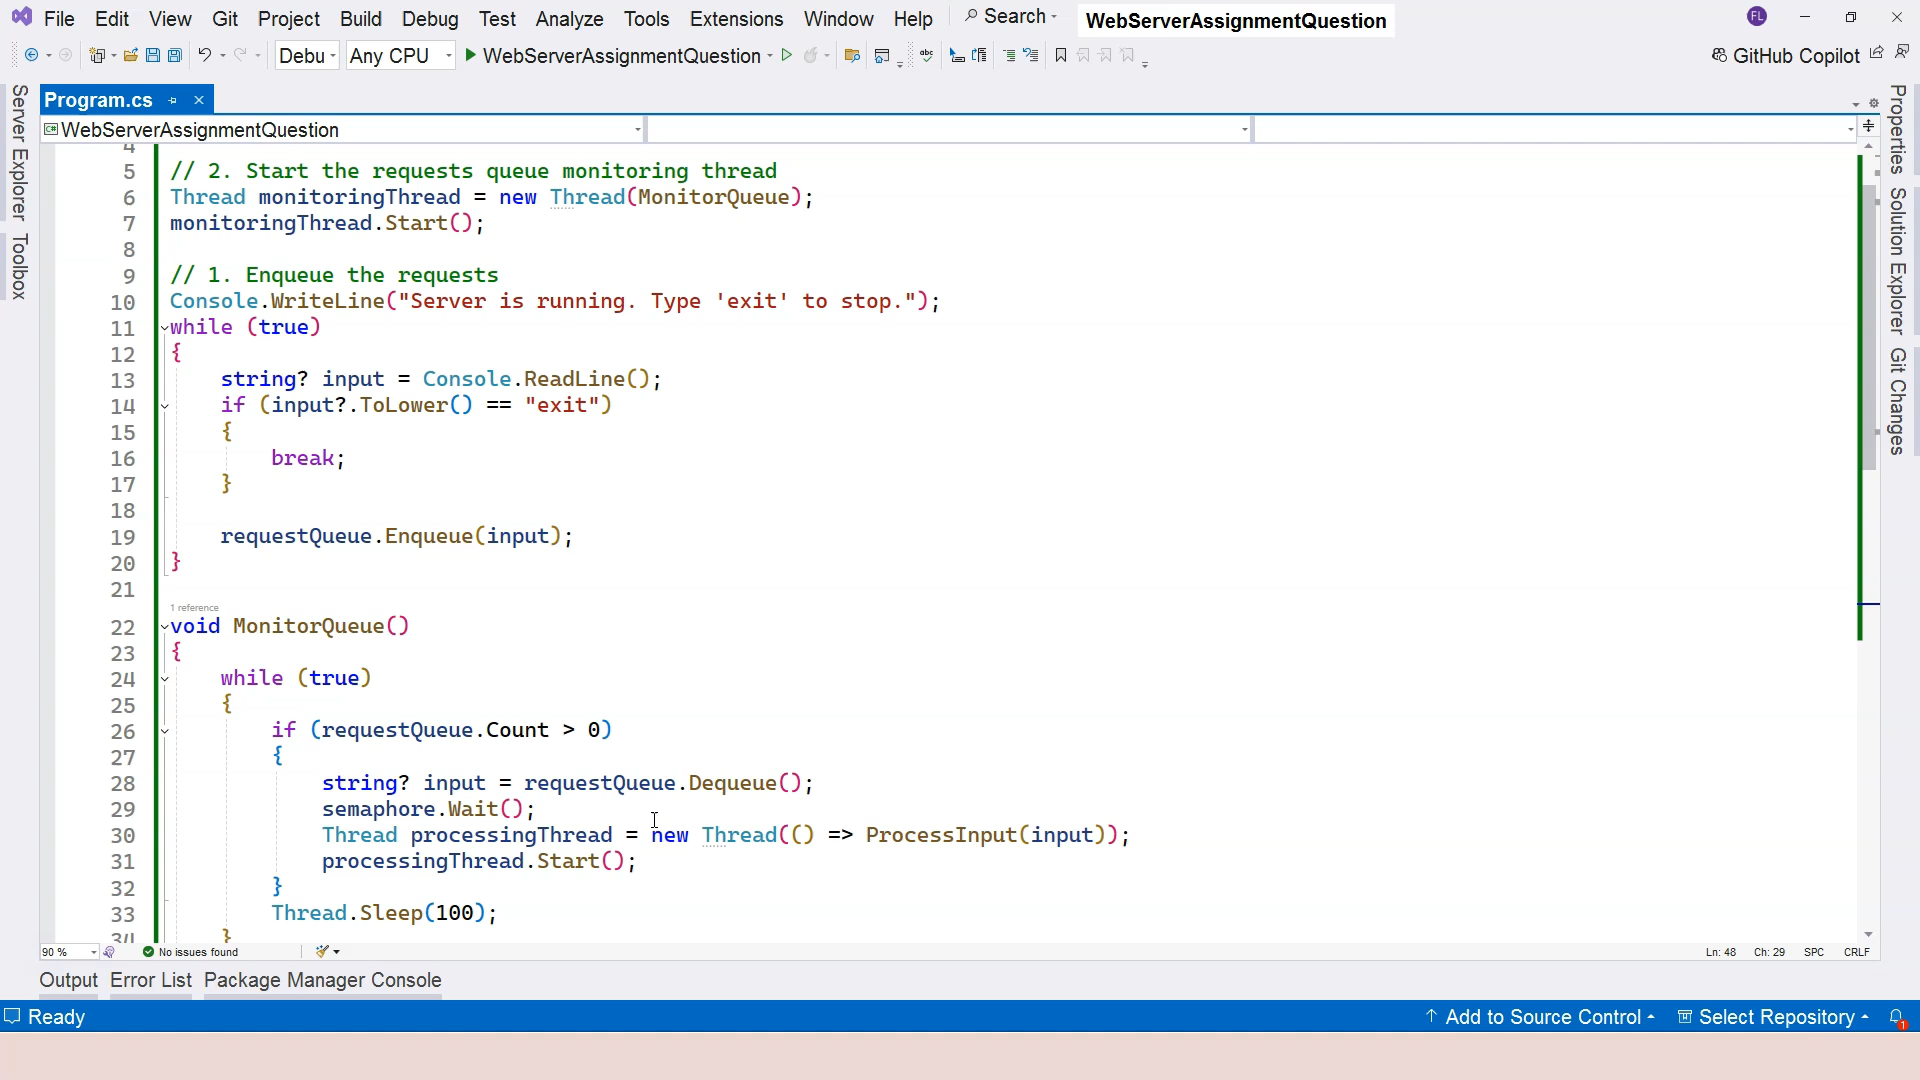 File Edit View Git Project Build Debug Test Analyze Tools Extensions Window Help Search WebServerAssignmentQuestion FL
Debu Any CPU WebServerAssignmentQuestion abc GitHub Copilot
Server Explorer
Toolbox
Program.cs
C# WebServerAssignmentQuestion
4
5 // 2. Start the requests queue monitoring thread
6 Thread monitoringThread = new Thread(MonitorQueue);
7 monitoringThread.Start();
8
9 // 1. Enqueue the requests
10 Console.WriteLine("Server is running. Type 'exit' to stop.");
11 while (true)
12 {
13 string? input = Console.ReadLine();
14 if (input?.ToLower() == "exit")
15 {
16 break;
17 }
18
19 requestQueue.Enqueue(input);
20 }
21
1 reference
22 void MonitorQueue()
23 {
24 while (true)
25 {
26 if (requestQueue.Count > 0)
27 {
28 string? input = requestQueue.Dequeue();
29 semaphore.Wait();
30 Thread processingThread = new Thread(() => ProcessInput(input));
31 processingThread.Start();
32 }
33 Thread.Sleep(100);
34 }
Properties
Solution Explorer
Git Changes
90 % No issues found Ln: 48 Ch: 29 SPC CRLF
Output Error List Package Manager Console
Ready Add to Source Control Select Repository 1